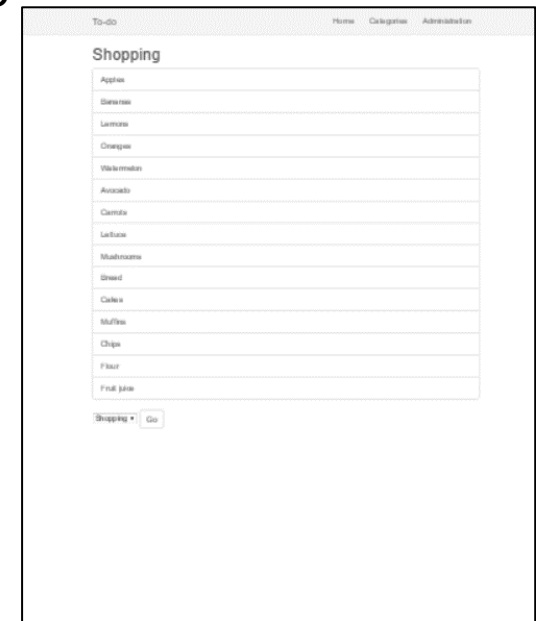 To-do Home Categories Administration
Shopping
Apples
Bananas
Lemons
Oranges
Watermelon
Avocado
Carrots
Lettuce
Mushrooms
Bread
Cakes
Muffins
Chips
Flour
Fruit juice
Shopping Go